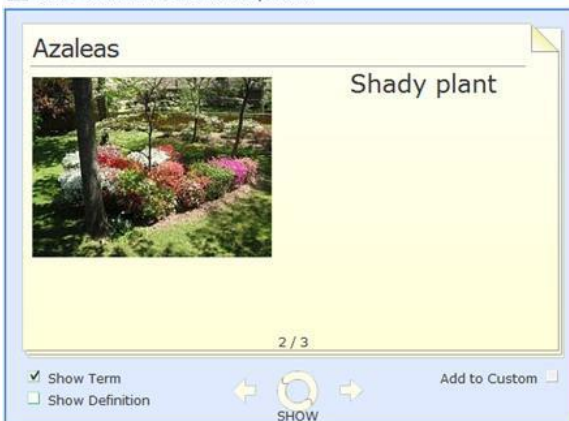 Azaleas
Shady plant
2 / 3
Show Term
Show Definition
SHOW
Add to Custom